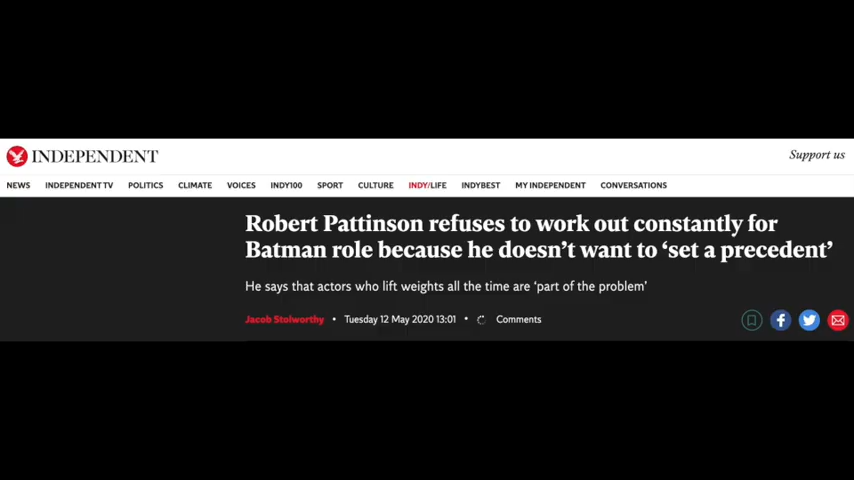 INDEPENDENT
Support us
NEWS INDEPENDENT TV POLITICS CLIMATE VOICES INDY100 SPORT CULTURE INDY/LIFE INDYBEST MY INDEPENDENT CONVERSATIONS
Robert Pattinson refuses to work out constantly for
Batman role because he doesn’t want to ‘set a precedent’
He says that actors who lift weights all the time are ‘part of the problem’
Jacob Stolworthy • Tuesday 12 May 2020 13:01 • Comments